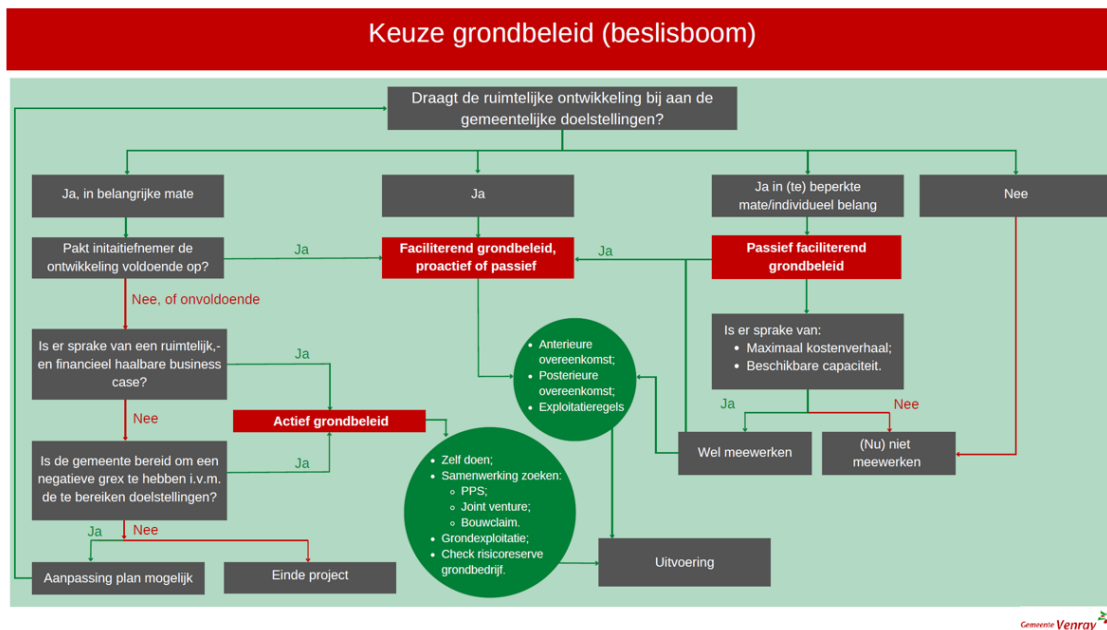 Keuze grondbeleid (beslisboom)
Draagt de ruimtelijke ontwikkeling bij aan de
gemeentelijke doelstellingen?
Ja, in belangrijke mate
Ja
Ja in (te) beperkte
mate/individueel belang
Nee
Pakt initaitiefnemer de
ontwikkeling voldoende op?
Ja
Faciliterend grondbeleid,
proactief of passief
Ja
Passief faciliterend
grondbeleid
Nee, of onvoldoende
Is er sprake van een ruimtelijk,-
en financieel haalbare business
case?
Ja
Anterieure
overeenkomst;
Posterieure
overeenkomst;
Exploitatieregels
Is er sprake van:
Maximaal kostenverhaal;
Beschikbare capaciteit.
Ja
Nee
Nee
Actief grondbeleid
Wel meewerken
(Nu) niet
meewerken
Is de gemeente bereid om een
negatieve grex te hebben i.v.m.
de te bereiken doelstellingen?
Ja
Zelf doen;
Samenwerking zoeken:
PPS;
Joint venture;
Bouwclaim.
Grondexploitatie;
Check risicoreserve
grondbedrijf.
Ja
Nee
Aanpassing plan mogelijk
Einde project
Uitvoering
Gemeente Venray